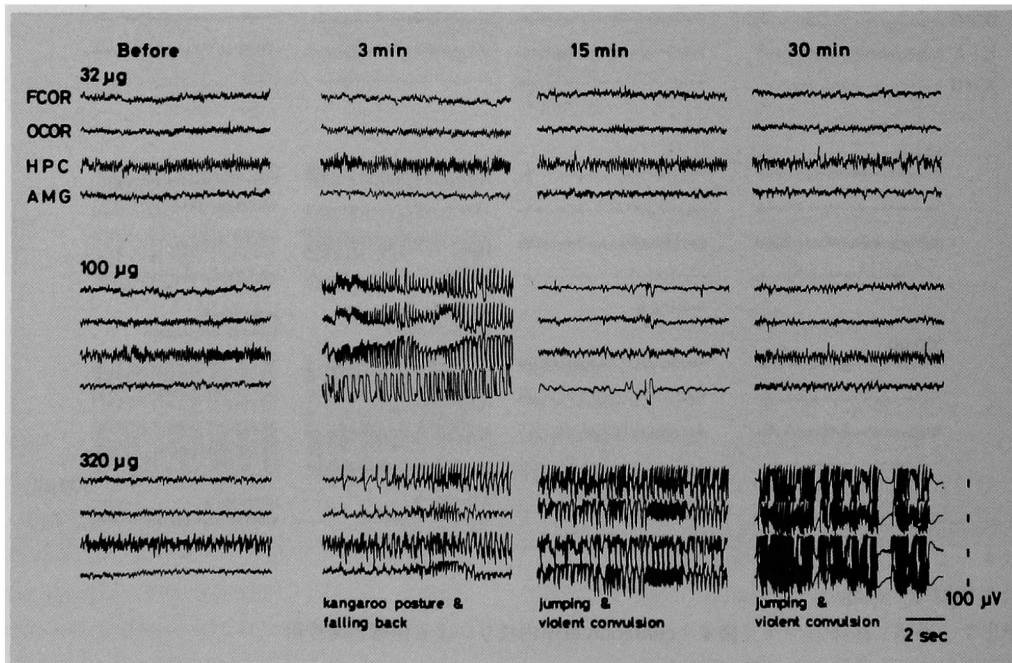 Before 3 min 15 min 30 min
32 µg
FCOR
OCOR
HPC
AMG
100 µg
320 µg
kangaroo posture &
falling back
jumping &
violent convulsion
jumping &
violent convulsion
100 µV
2 sec